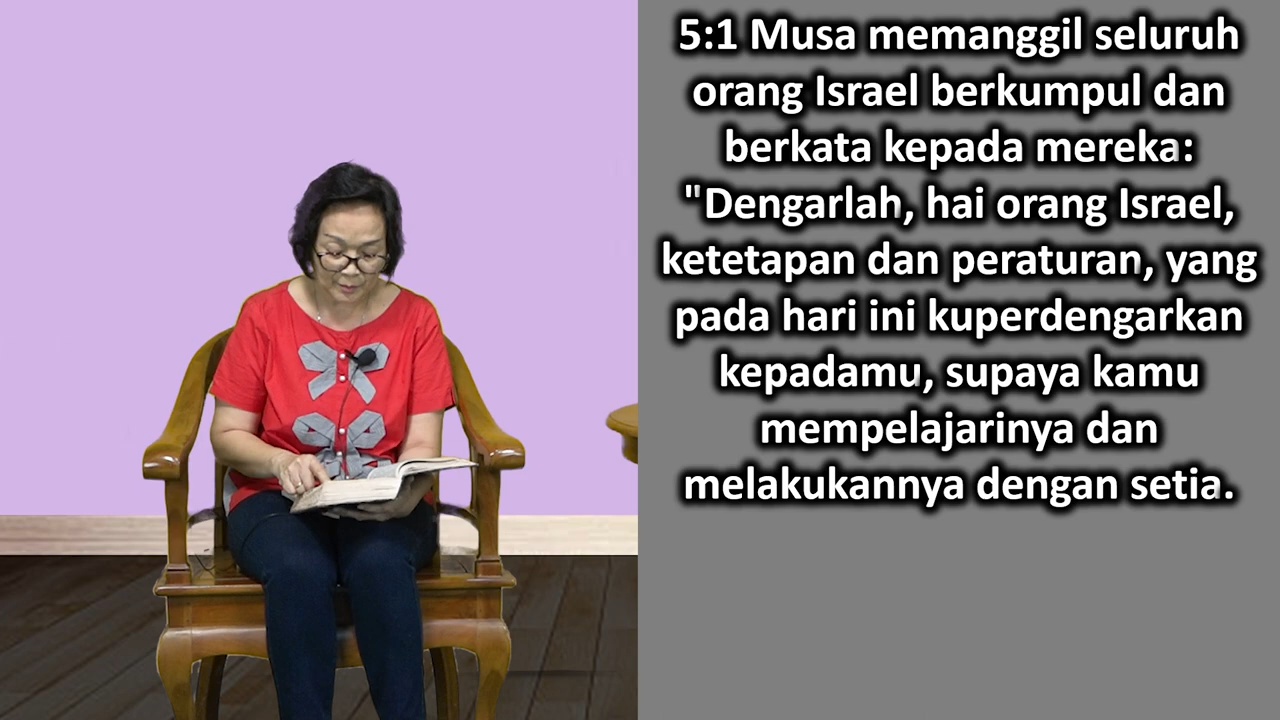 5:1 Musa memanggil seluruh
orang Israel berkumpul dan
berkata kepada mereka:
"Dengarlah, hai orang Israel,
ketetapan dan peraturan, yang
pada hari ini kuperdengarkan
kepadamu, supaya kamu
mempelajarinya dan
melakukannya dengan setia.